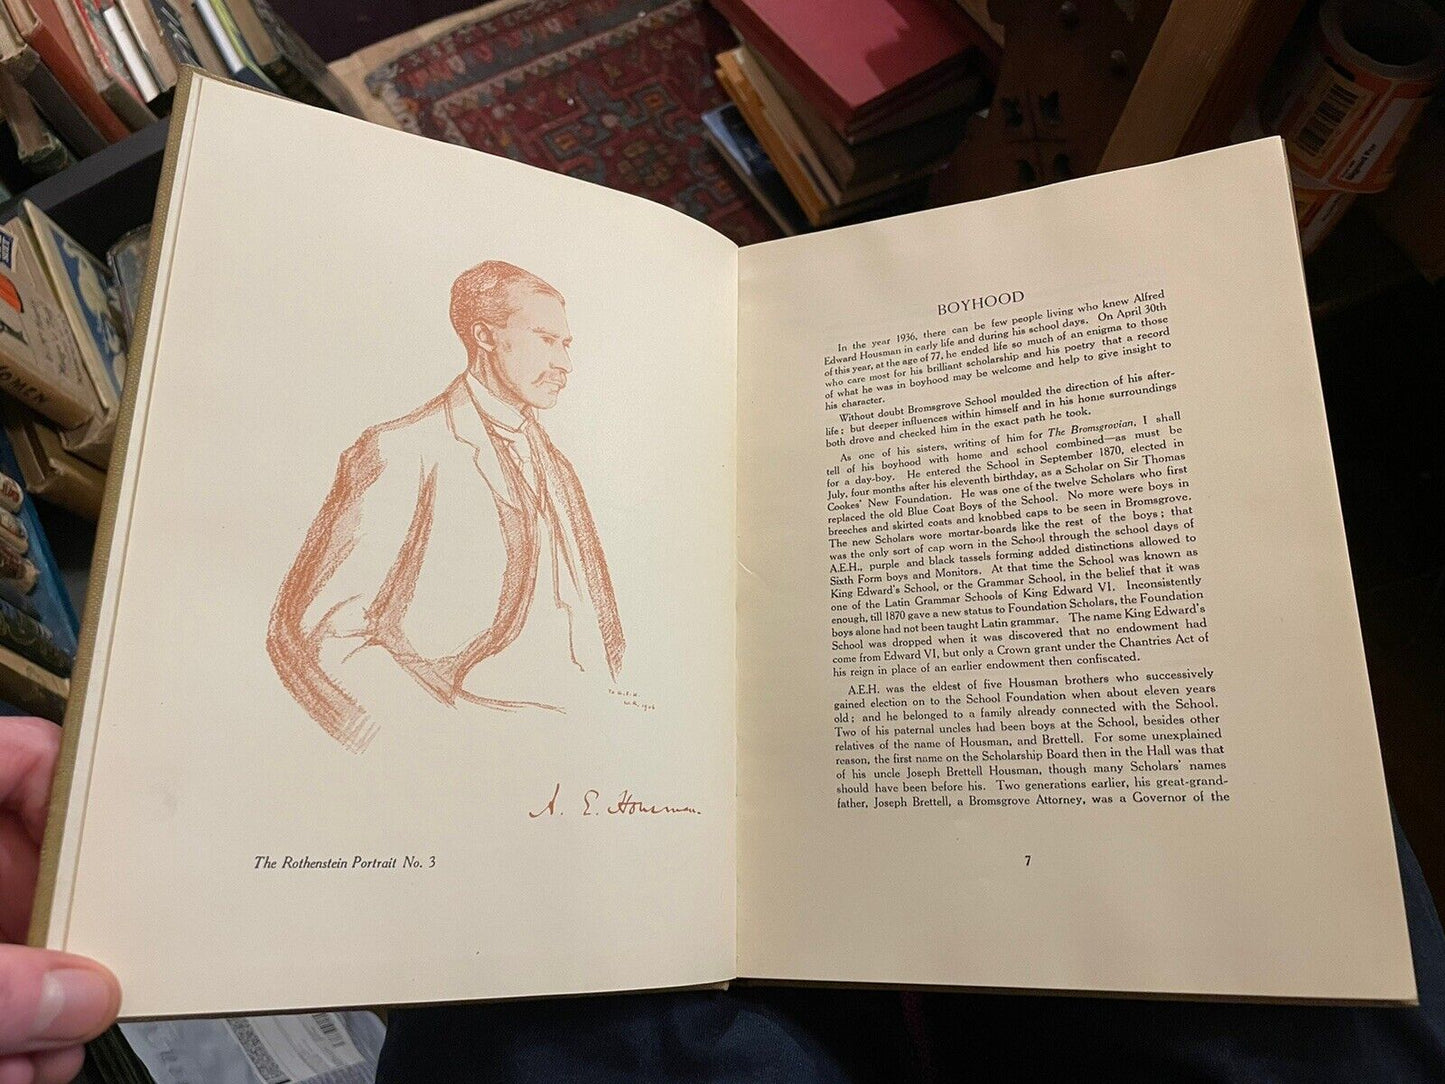 To A.E.H.
W.R. 1906
A. E. Housman.
The Rothenstein Portrait No. 3
BOYHOOD
In the year 1936, there can be few people living who knew Alfred
Edward Housman in early life and during his school days. On April 30th
of this year, at the age of 77, he ended life so much of an enigma to those
who care most for his brilliant scholarship and his poetry that a record
of what he was in boyhood may be welcome and help to give insight to
his character.
Without doubt Bromsgrove School moulded the direction of his after-
life; but deeper influences within himself and in his home surroundings
both drove and checked him in the exact path he took.
As one of his sisters, writing of him for The Bromsgrovian, I shall
tell of his boyhood with home and school combined—as must be
for a day-boy. He entered the School in September 1870, elected in
July, four months after his eleventh birthday, as a Scholar on Sir Thomas
Cookes' New Foundation. He was one of the twelve Scholars who first
replaced the old Blue Coat Boys of the School. No more were boys in
breeches and skirted coats and knobbed caps to be seen in Bromsgrove.
The new Scholars wore mortar-boards like the rest of the boys; that
was the only sort of cap worn in the School through the school days of
A.E.H., purple and black tassels forming added distinctions allowed to
Sixth Form boys and Monitors. At that time the School was known as
King Edward's School, or the Grammar School, in the belief that it was
one of the Latin Grammar Schools of King Edward VI. Inconsistently
enough, till 1870 gave a new status to Foundation Scholars, the Foundation
boys alone had not been taught Latin grammar. The name King Edward's
School was dropped when it was discovered that no endowment had
come from Edward VI, but only a Crown grant under the Chantries Act of
his reign in place of an earlier endowment then confiscated.
A.E.H. was the eldest of five Housman brothers who successively
gained election on to the School Foundation when about eleven years
old; and he belonged to a family already connected with the School.
Two of his paternal uncles had been boys at the School, besides other
relatives of the name of Housman, and Brettell. For some unexplained
reason, the first name on the Scholarship Board then in the Hall was that
of his uncle Joseph Brettell Housman, though many Scholars' names
should have been before his. Two generations earlier, his great-grand-
father, Joseph Brettell, a Bromsgrove Attorney, was a Governor of the
7